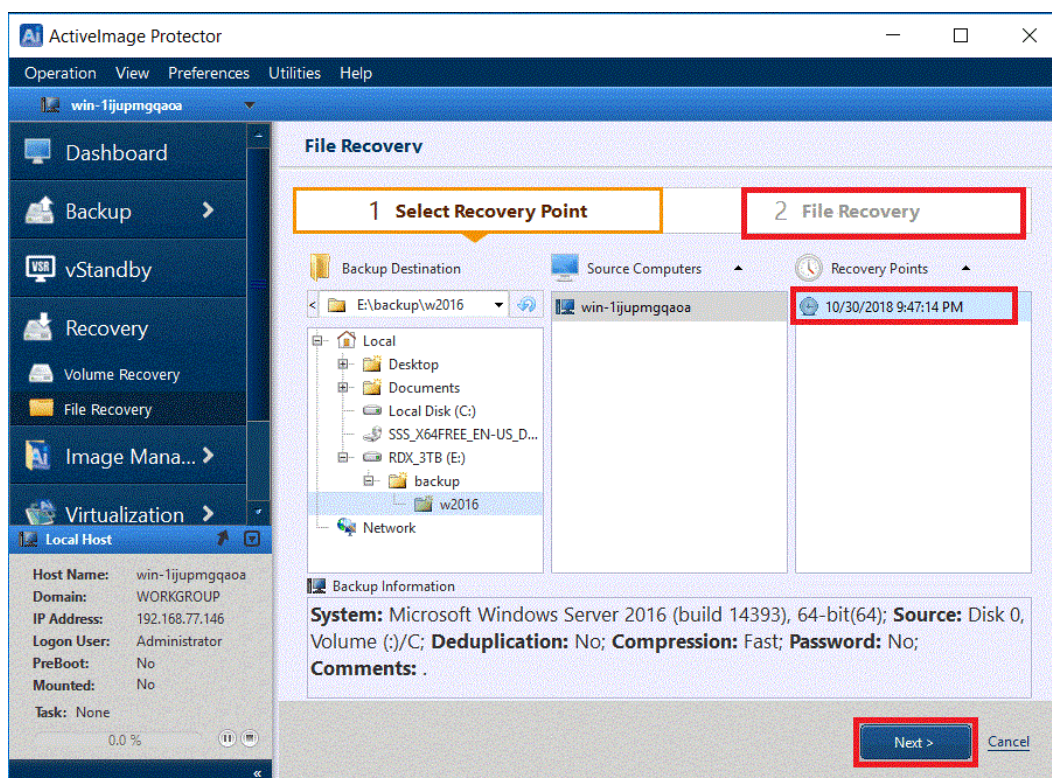 ActiveImage Protector
Operation View Preferences Utilities Help
win-1ijupmgqaoa
Dashboard
Backup
vStandby
Recovery
Volume Recovery
File Recovery
Image Mana...
Virtualization
Local Host
Host Name: win-1ijupmgqaoa
Domain: WORKGROUP
IP Address: 192.168.77.146
Logon User: Administrator
PreBoot: No
Mounted: No
Task: None
0.0 %
«
File Recovery
1 Select Recovery Point
2 File Recovery
Backup Destination
< E:\backup\w2016
Local
Desktop
Documents
Local Disk (C:)
SSS_X64FREE_EN-US_D...
RDX_3TB (E:)
backup
w2016
Network
Source Computers
win-1ijupmgqaoa
Recovery Points
10/30/2018 9:47:14 PM
Backup Information
System: Microsoft Windows Server 2016 (build 14393), 64-bit(64); Source: Disk 0,
Volume (:)/C; Deduplication: No; Compression: Fast; Password: No;
Comments: .
Next >
Cancel